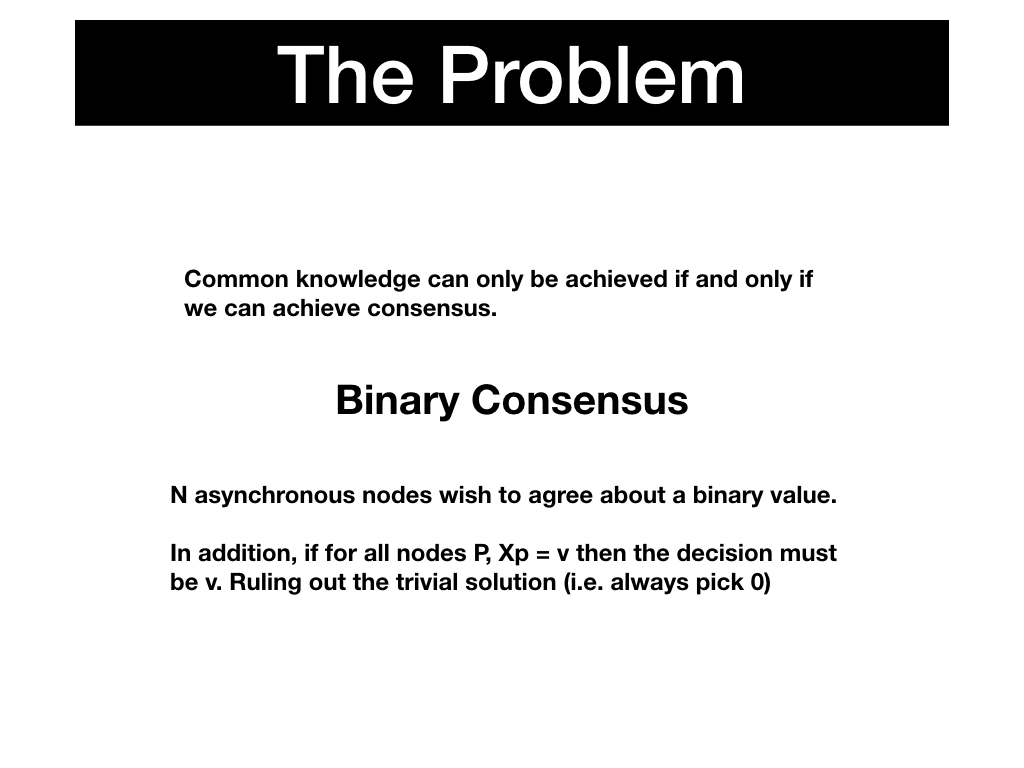 The Problem
Common knowledge can only be achieved if and only if
we can achieve consensus.
Binary Consensus
N asynchronous nodes wish to agree about a binary value.
In addition, if for all nodes P, Xp = v then the decision must
be v. Ruling out the trivial solution (i.e. always pick 0)